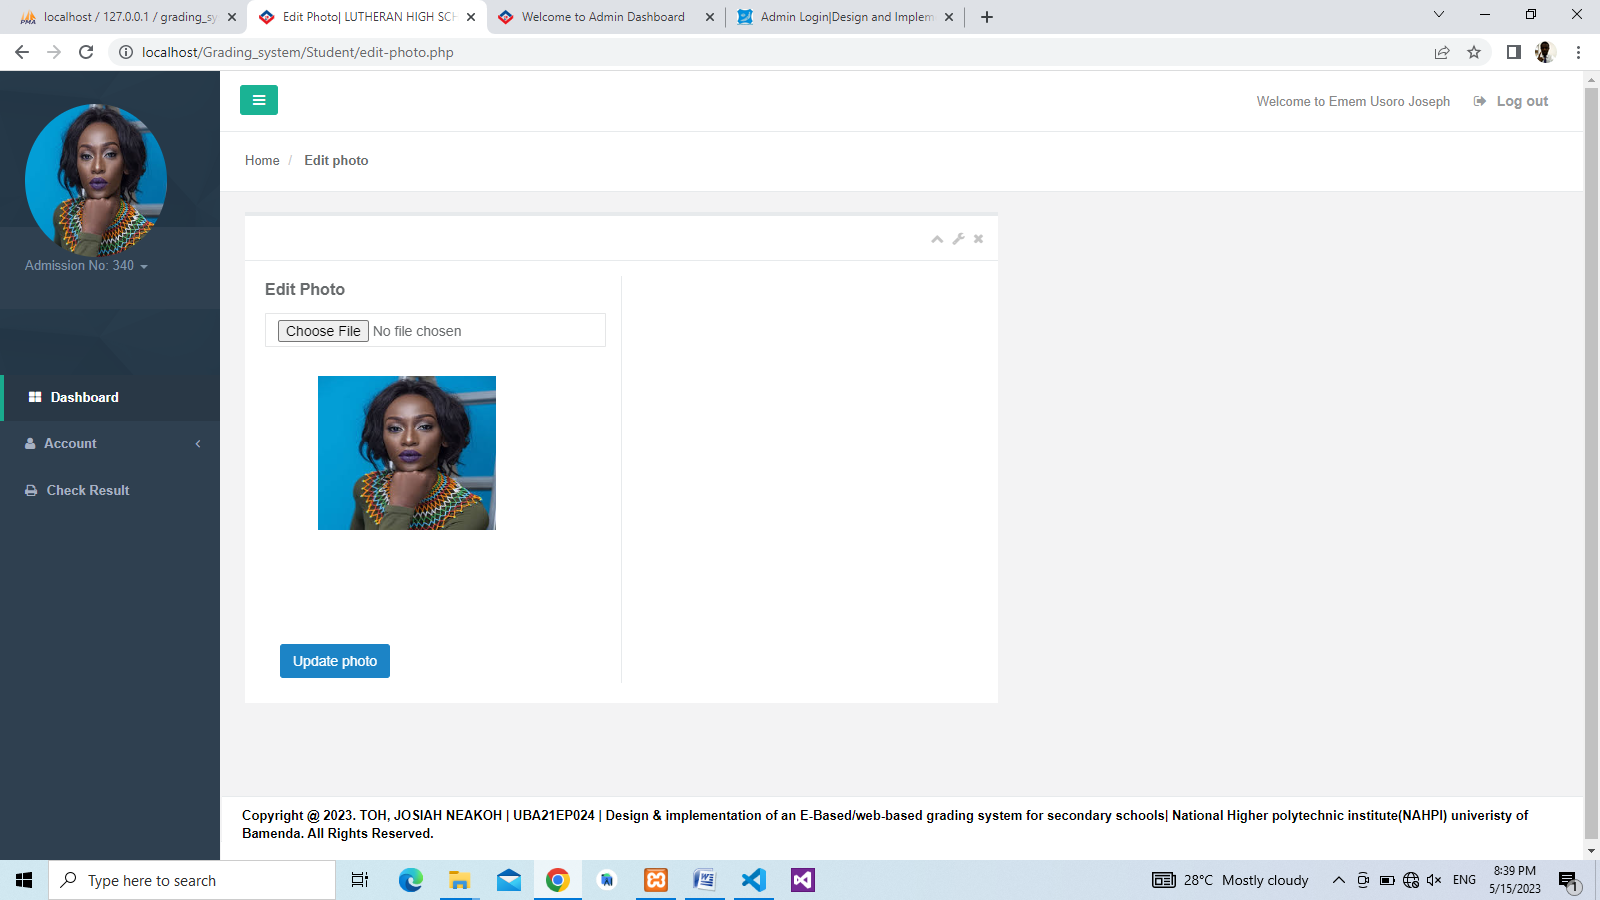 localhost / 127.0.0.1 / grading_sy
Edit Photo| LUTHERAN HIGH SCH
Welcome to Admin Dashboard
Admin Login|Design and Implem
localhost/Grading_system/Student/edit-photo.php
Welcome to Emem Usoro Joseph
Log out
Home / Edit photo
Admission No: 340
Edit Photo
Choose File No file chosen
Dashboard
Account
Check Result
Update photo
Copyright @ 2023. TOH, JOSIAH NEAKOH | UBA21EP024 | Design & implementation of an E-Based/web-based grading system for secondary schools| National Higher polytechnic institute(NAHPI) univeristy of
Bamenda. All Rights Reserved.
Type here to search
28°C Mostly cloudy
ENG
8:39 PM
5/15/2023
1